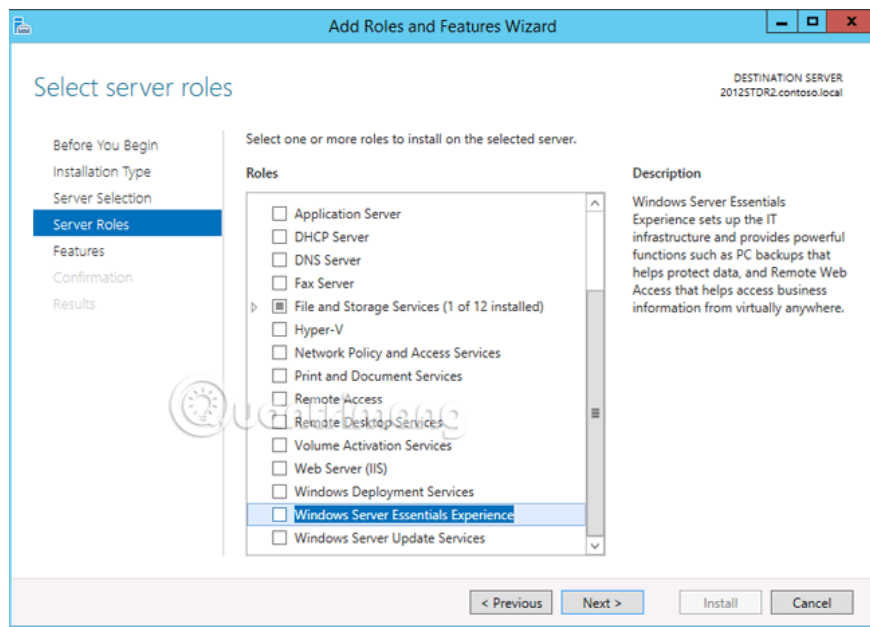 Add Roles and Features Wizard
Select server roles
DESTINATION SERVER
2012STDR2.contoso.local
Before You Begin
Installation Type
Server Selection
Server Roles
Features
Confirmation
Results
Select one or more roles to install on the selected server.
Roles
Application Server
DHCP Server
DNS Server
Fax Server
File and Storage Services (1 of 12 installed)
Hyper-V
Network Policy and Access Services
Print and Document Services
Remote Access
Remote Desktop Services
Volume Activation Services
Web Server (IIS)
Windows Deployment Services
Windows Server Essentials Experience
Windows Server Update Services
Description
Windows Server Essentials
Experience sets up the IT
infrastructure and provides powerful
functions such as PC backups that
helps protect data, and Remote Web
Access that helps access business
information from virtually anywhere.
Quantrimang
< Previous
Next >
Install
Cancel